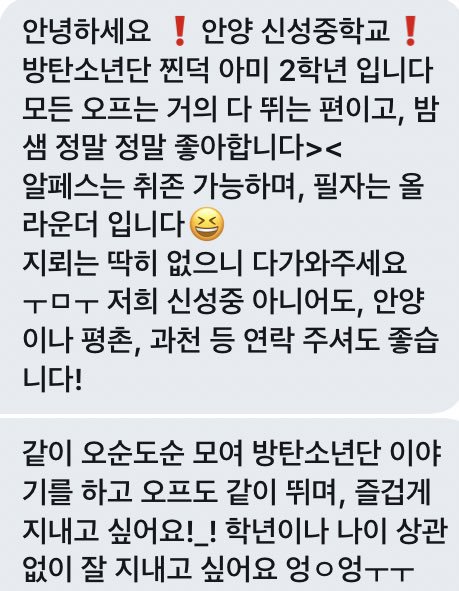 안녕하세요 ❗ 안양 신성중학교 ❗
방탄소년단 찐덕 아미 2학년 입니다
모든 오프는 거의 다 뛰는 편이고, 밤
샘 정말 정말 좋아합니다><
알페스는 취존 가능하며, 필자는 올
라운더 입니다😆
지뢰는 딱히 없으니 다가와주세요
ㅜㅁㅜ 저희 신성중 아니어도, 안양
이나 평촌, 과천 등 연락 주셔도 좋습
니다!
같이 오순도순 모여 방탄소년단 이야
기를 하고 오프도 같이 뛰며, 즐겁게
지내고 싶어요!_! 학년이나 나이 상관
없이 잘 지내고 싶어요 엉ㅇ엉ㅜㅜ